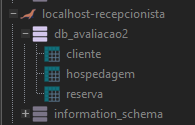 localhost-recepcionista
db_avaliacao2
cliente
hospedagem
reserva
information_schema